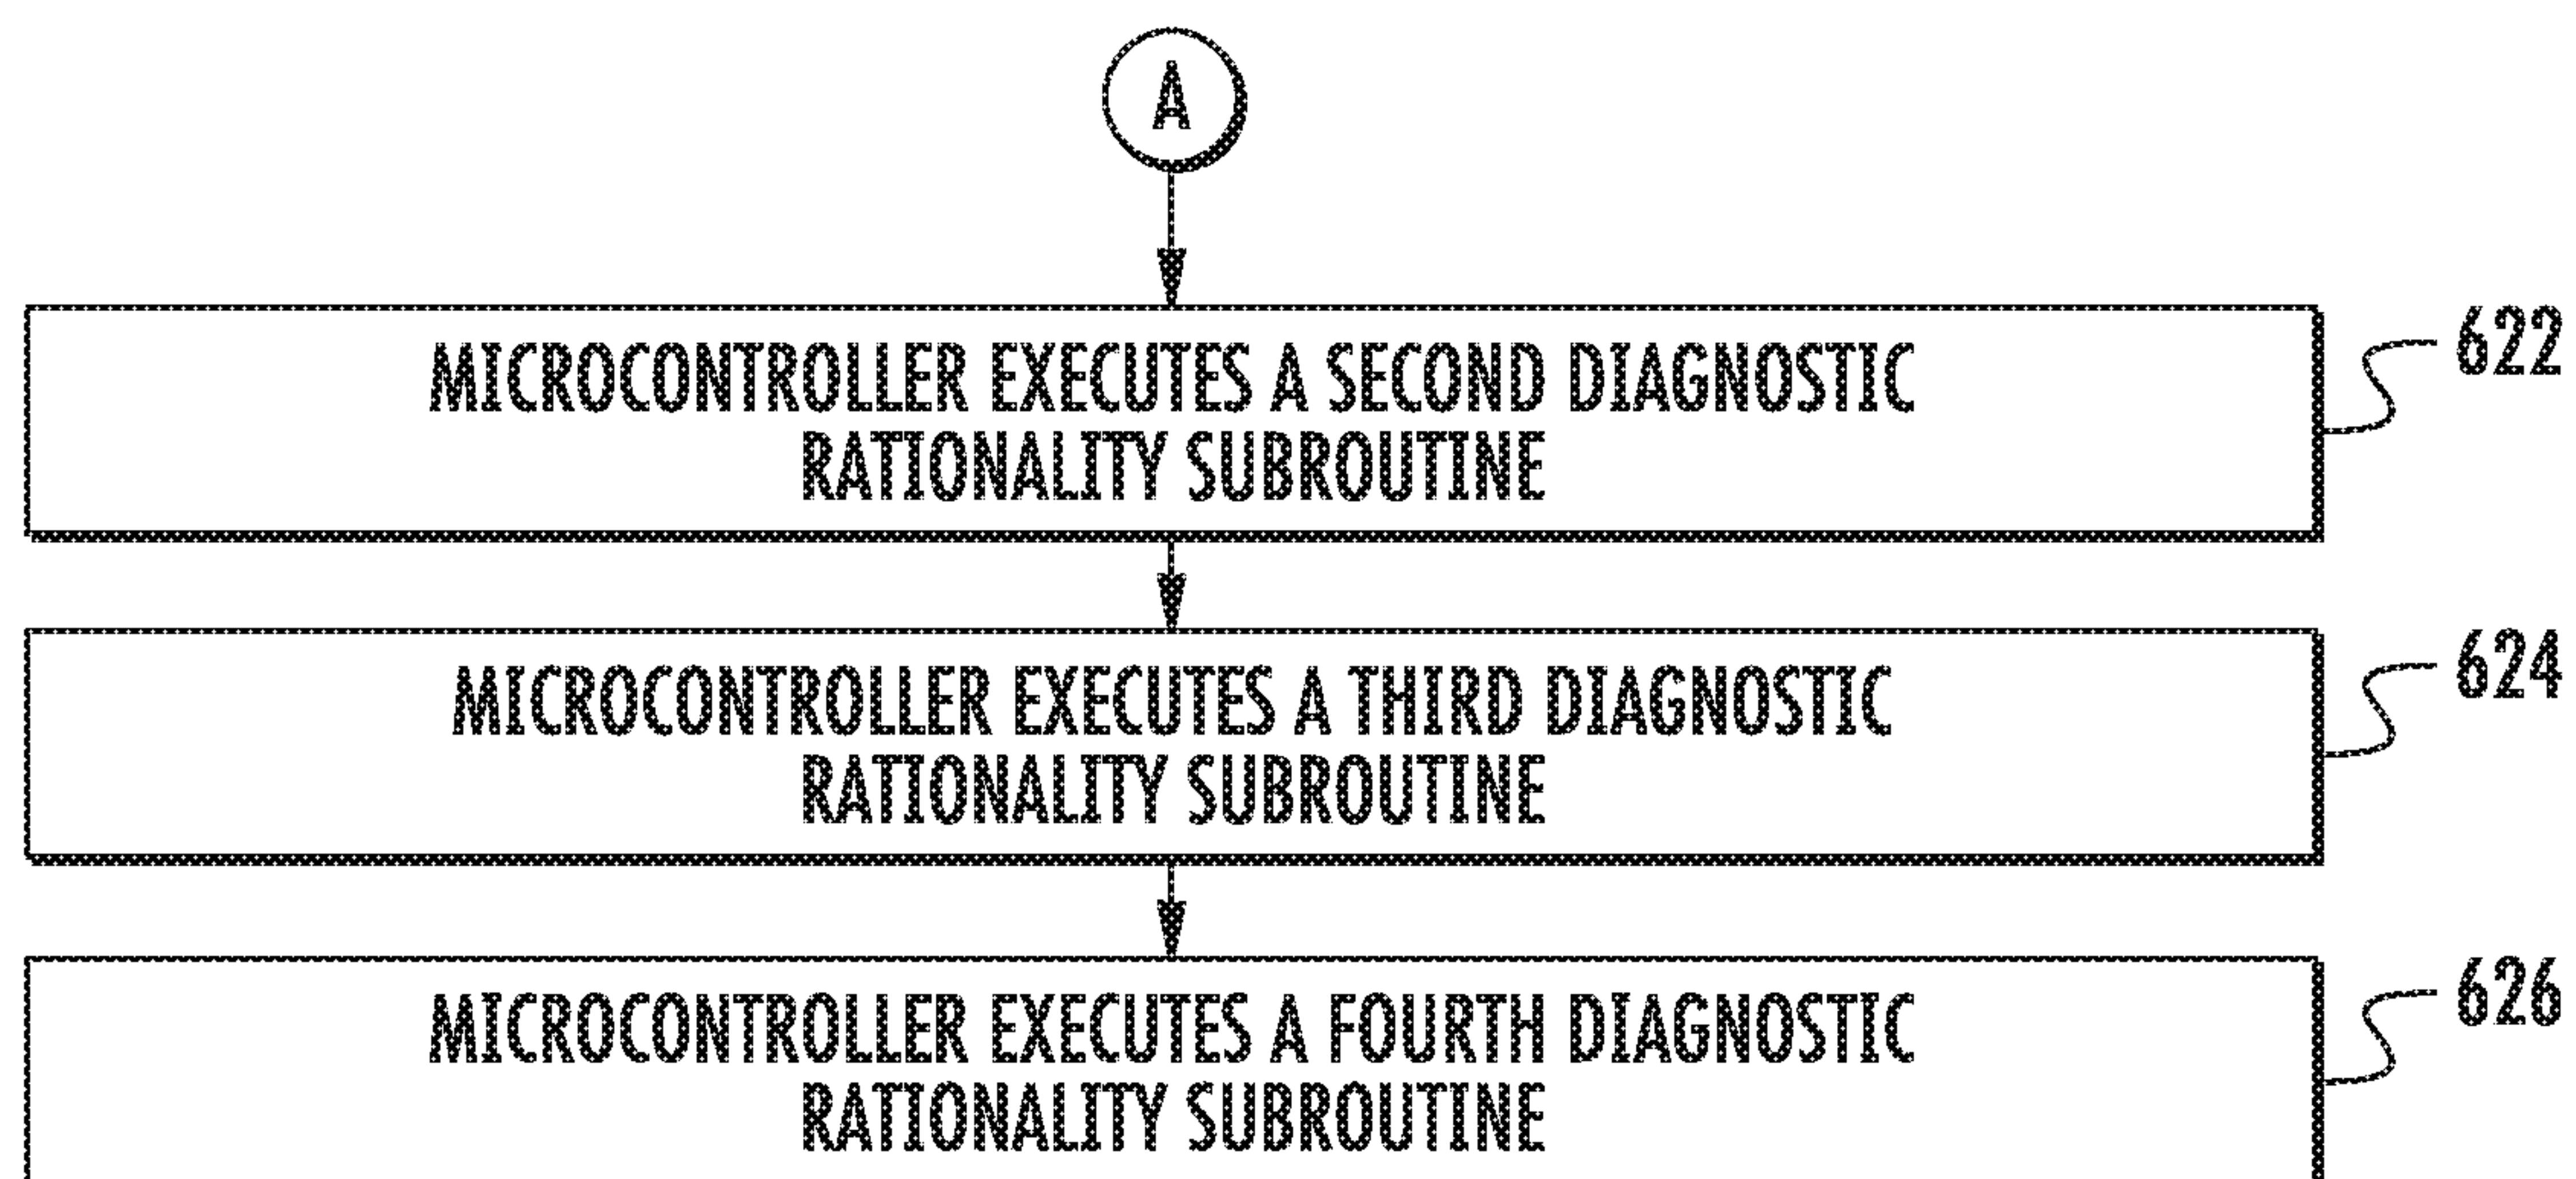 A
MICROCONTROLLER EXECUTES A SECOND DIAGNOSTIC
RATIONALITY SUBROUTINE
622
MICROCONTROLLER EXECUTES A THIRD DIAGNOSTIC
RATIONALITY SUBROUTINE
624
MICROCONTROLLER EXECUTES A FOURTH DIAGNOSTIC
RATIONALITY SUBROUTINE
626